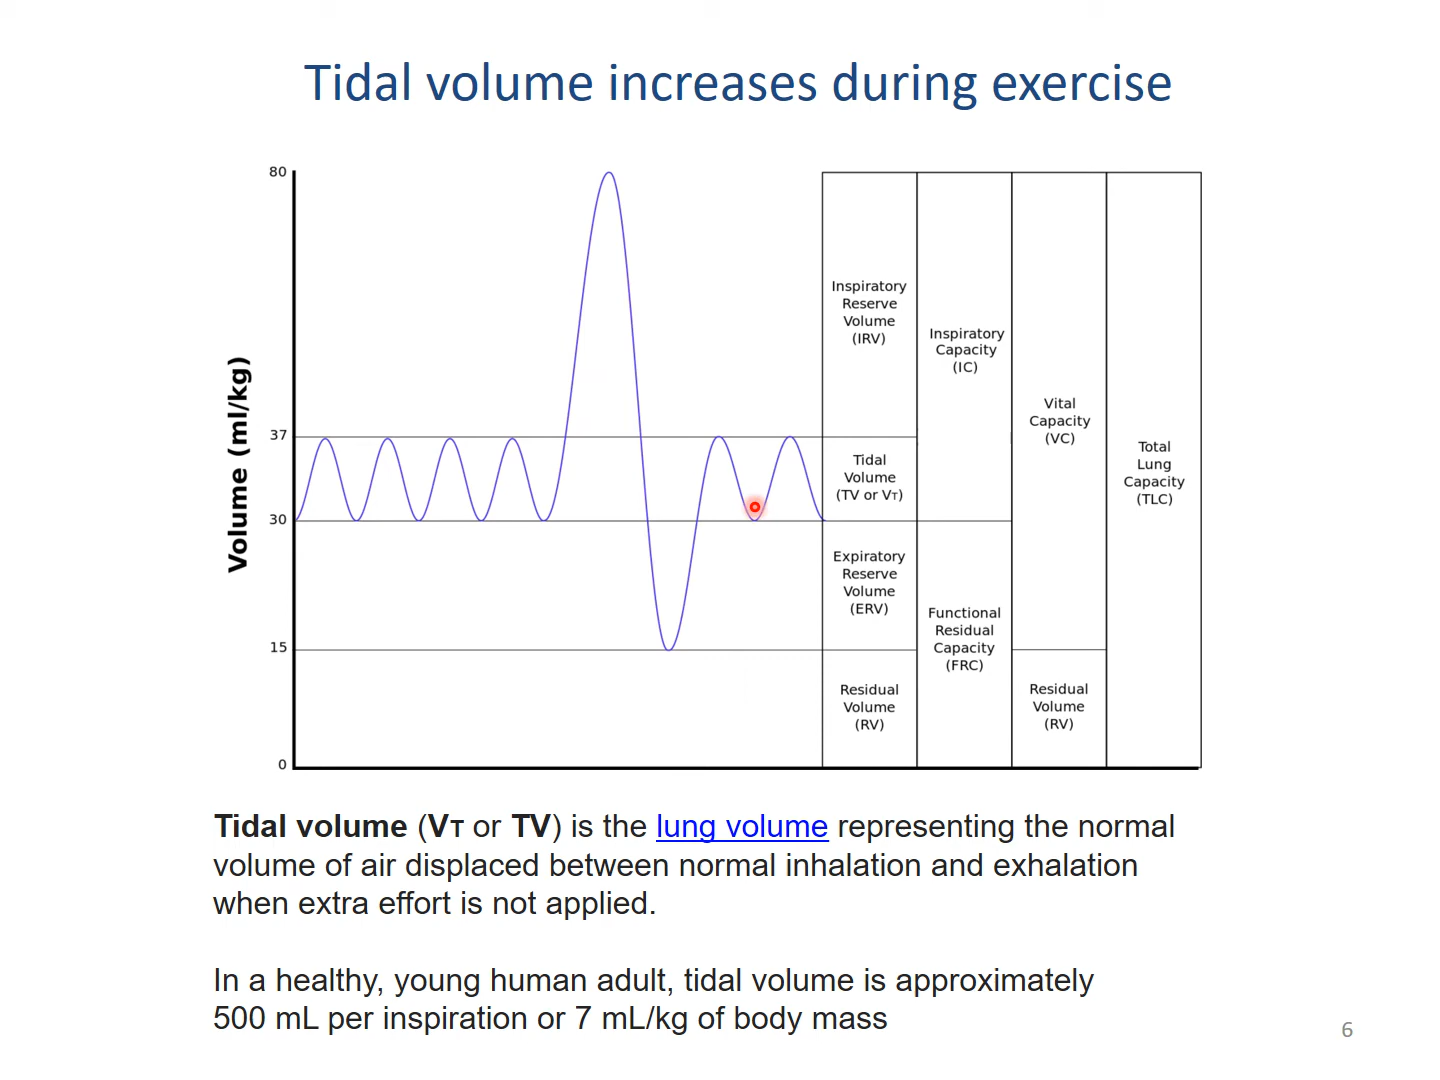 Tidal volume increases during exercise
80
37
30
15
0
Volume (ml/kg)
Inspiratory
Reserve
Volume
(IRV)
Tidal
Volume
(TV or VT)
Expiratory
Reserve
Volume
(ERV)
Residual
Volume
(RV)
Inspiratory
Capacity
(IC)
Functional
Residual
Capacity
(FRC)
Vital
Capacity
(VC)
Residual
Volume
(RV)
Total
Lung
Capacity
(TLC)
Tidal volume (VT or TV) is the lung volume representing the normal
volume of air displaced between normal inhalation and exhalation
when extra effort is not applied.
In a healthy, young human adult, tidal volume is approximately
500 mL per inspiration or 7 mL/kg of body mass
6